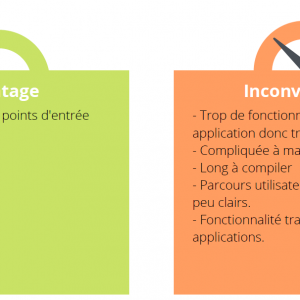 tage
points d'entrée
inconv
- Trop de fonctionn
application donc tr
- Compliquée à ma
- Long à compiler
- Parcours utilisate
peu clairs.
- Fonctionnalité tra
applications.